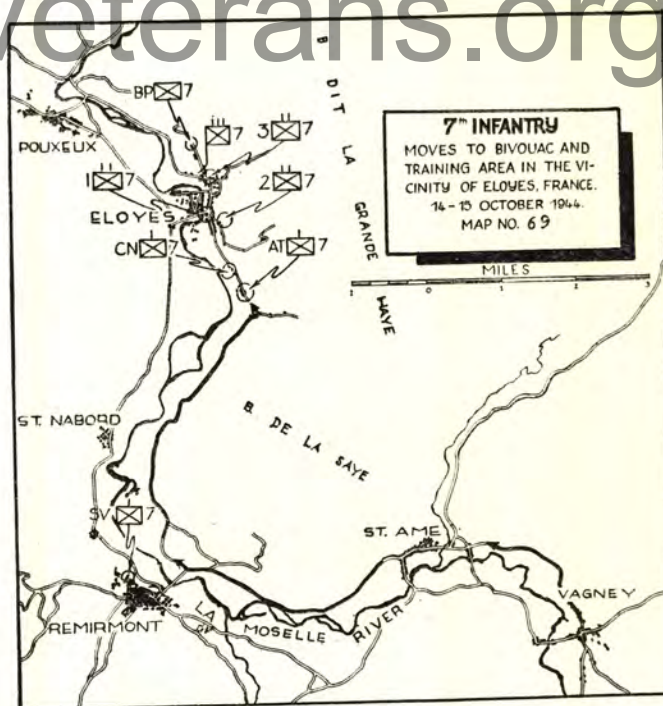 veterans.org
7TH INFANTRY
MOVES TO BIVOUAC AND
TRAINING AREA IN THE VI-
CINITY OF ELOYES, FRANCE.
14-15 OCTOBER 1944.
MAP NO. 69
MILES
1 0 1 2 3
B DIT LA GRANDE HAYE
BP 7
POUXEUX
7
3 7
1 7
2 7
ELOYES
CN 7
AT 7
ST. NABORD
B. DE LA SAYE
SV 7
ST. AME
VAGNEY
REMIRMONT
LA MOSELLE RIVER